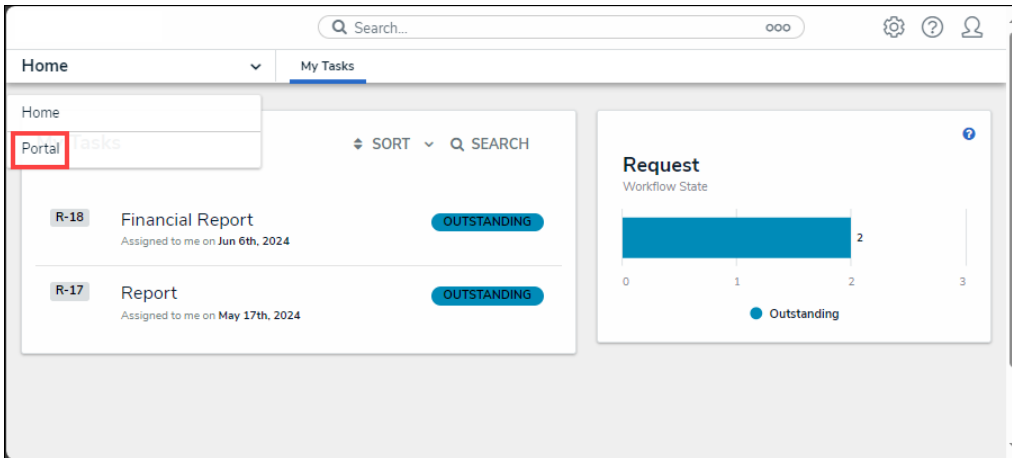 Search... ooo
Home My Tasks
Home
Portal Tasks
SORT SEARCH
R-18 Financial Report OUTSTANDING
Assigned to me on Jun 6th, 2024
R-17 Report OUTSTANDING
Assigned to me on May 17th, 2024
Request
Workflow State
2
0 1 2 3
Outstanding